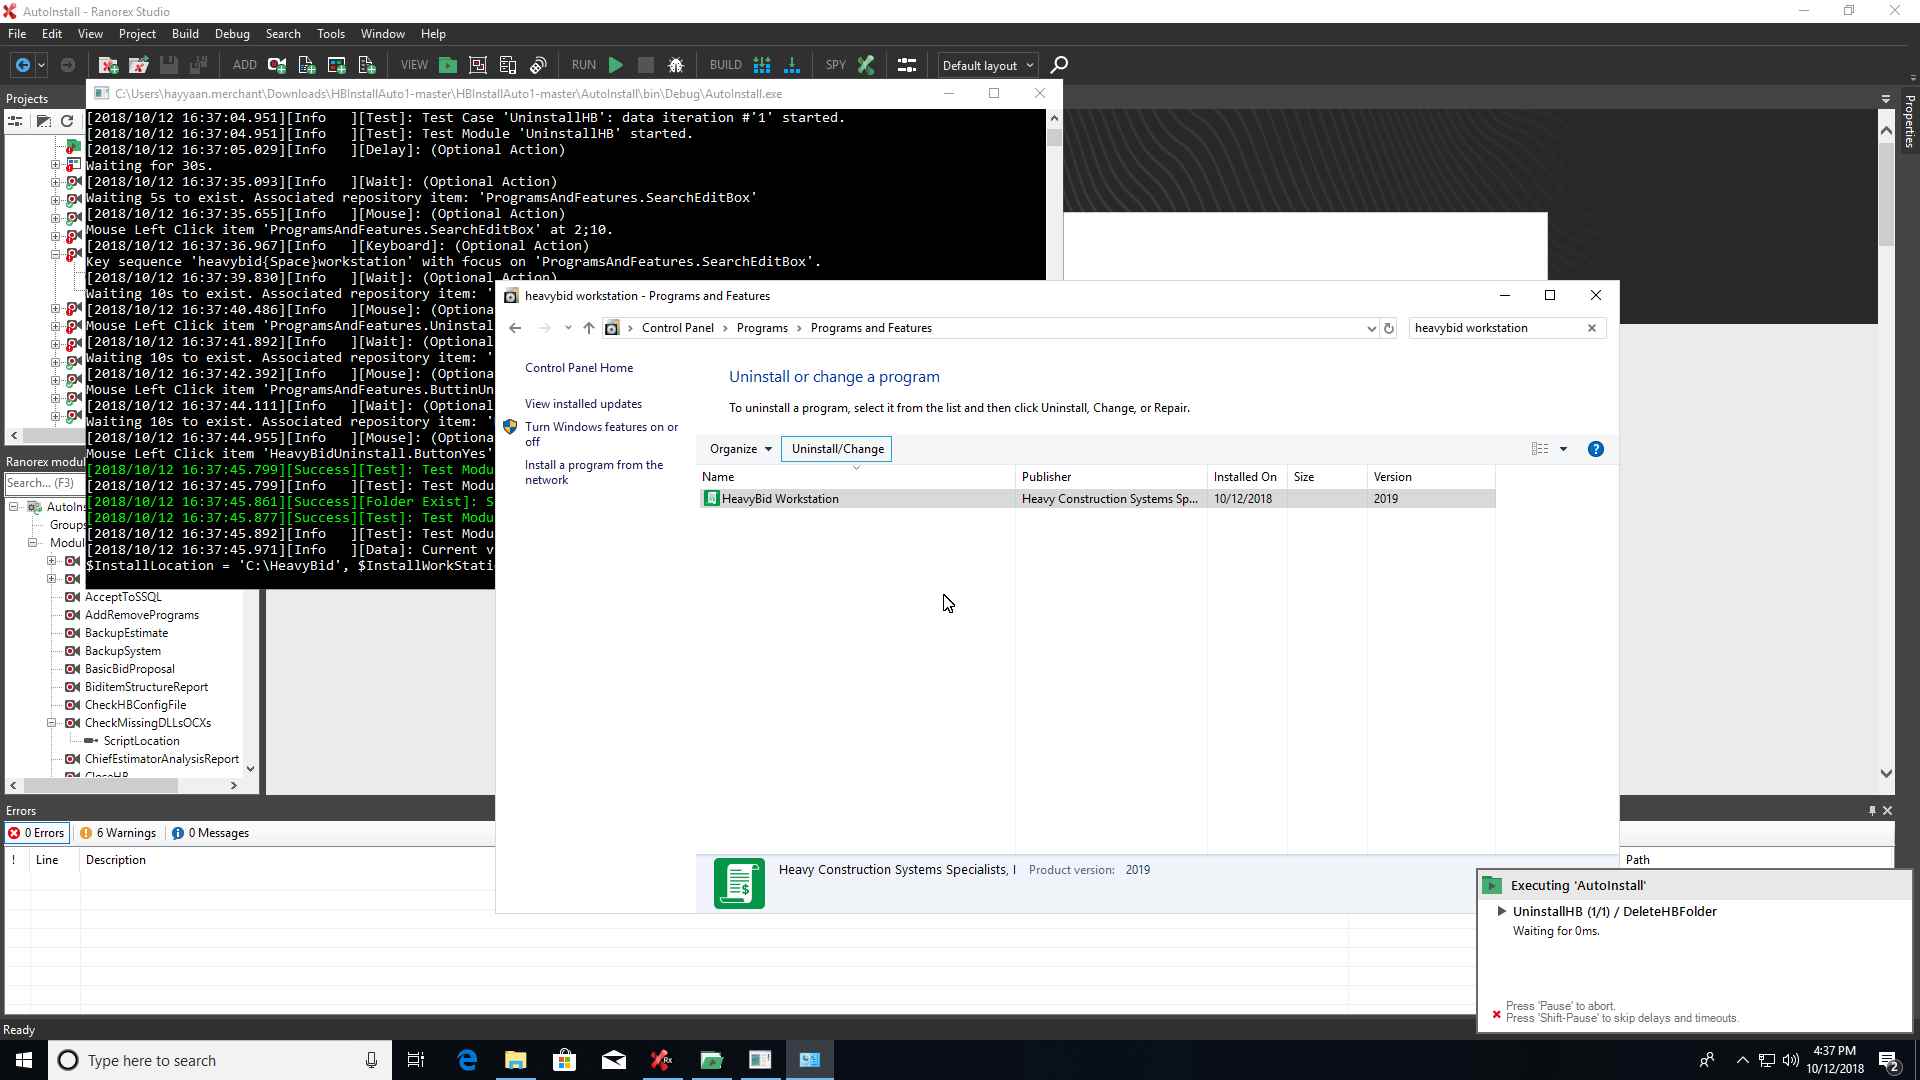 AutoInstall - Ranorex Studio
File Edit View Project Build Debug Search Tools Window Help
ADD VIEW RUN BUILD SPY Default layout
Projects
Properties
C:\Users\hayyaan.merchant\Downloads\HBInstallAuto1-master\HBInstallAuto1-master\AutoInstall\bin\Debug\AutoInstall.exe
[2018/10/12 16:37:04.951][Info   ][Test]: Test Case 'UninstallHB': data iteration #'1' started.
[2018/10/12 16:37:04.951][Info   ][Test]: Test Module 'UninstallHB' started.
[2018/10/12 16:37:05.029][Info   ][Delay]: (Optional Action)
Waiting for 30s.
[2018/10/12 16:37:35.093][Info   ][Wait]: (Optional Action)
Waiting 5s to exist. Associated repository item: 'ProgramsAndFeatures.SearchEditBox'
[2018/10/12 16:37:35.655][Info   ][Mouse]: (Optional Action)
Mouse Left Click item 'ProgramsAndFeatures.SearchEditBox' at 2;10.
[2018/10/12 16:37:36.967][Info   ][Keyboard]: (Optional Action)
Key sequence 'heavybid{Space}workstation' with focus on 'ProgramsAndFeatures.SearchEditBox'.
[2018/10/12 16:37:39.830][Info   ][Wait]: (Optional Action)
Waiting 10s to exist. Associated repository item: '
[2018/10/12 16:37:40.486][Info   ][Mouse]: (Option
Mouse Left Click item 'ProgramsAndFeatures.Uninstal
[2018/10/12 16:37:41.892][Info   ][Wait]: (Optional
Waiting 10s to exist. Associated repository item: '
[2018/10/12 16:37:42.392][Info   ][Mouse]: (Optiona
Mouse Left Click item 'ProgramsAndFeatures.ButtinUn
[2018/10/12 16:37:44.111][Info   ][Wait]: (Optional
Waiting 10s to exist. Associated repository item: '
[2018/10/12 16:37:44.955][Info   ][Mouse]: (Optiona
Mouse Left Click item 'HeavyBidUninstall.ButtonYes'
[2018/10/12 16:37:45.799][Success][Test]: Test Modu
[2018/10/12 16:37:45.799][Info   ][Test]: Test Modu
[2018/10/12 16:37:45.861][Success][Folder Exist]: S
[2018/10/12 16:37:45.877][Success][Test]: Test Modu
[2018/10/12 16:37:45.892][Info   ][Test]: Test Modu
[2018/10/12 16:37:45.971][Info   ][Data]: Current v
$InstallLocation = 'C:\HeavyBid', $InstallWorkStati
heavybid workstation - Programs and Features
Control Panel Programs Programs and Features
heavybid workstation
Control Panel Home
View installed updates
Turn Windows features on or
off
Install a program from the
network
Uninstall or change a program
To uninstall a program, select it from the list and then click Uninstall, Change, or Repair.
Organize Uninstall/Change
Name Publisher Installed On Size Version
HeavyBid Workstation Heavy Construction Systems Sp... 10/12/2018 2019
Heavy Construction Systems Specialists, I Product version: 2019
Ranorex modu
Search... (F3)
AutoIns
Groups
Modul
AcceptToSSQL
AddRemovePrograms
BackupEstimate
BackupSystem
BasicBidProposal
BiditemStructureReport
CheckHBConfigFile
CheckMissingDLLsOCXs
ScriptLocation
ChiefEstimatorAnalysisReport
CloseHB
Errors
0 Errors 6 Warnings 0 Messages
! Line Description Path
Executing 'AutoInstall'
UninstallHB (1/1) / DeleteHBFolder
Waiting for 0ms.
Press 'Pause' to abort.
Press 'Shift-Pause' to skip delays and timeouts.
Ready
Type here to search
4:37 PM
10/12/2018
2